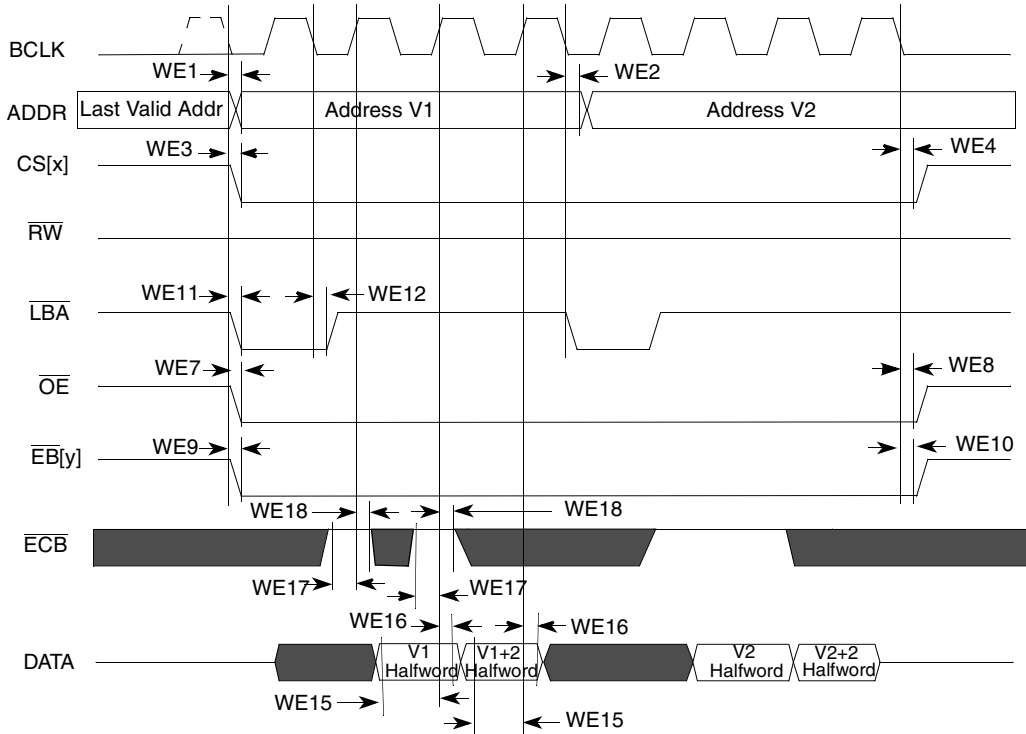 BCLK
WE1
WE2
ADDR
Last Valid Addr
Address V1
Address V2
WE3
WE4
CS[x]
RW
WE11
WE12
LBA
WE7
WE8
OE
WE9
WE10
EB[y]
WE18
WE18
ECB
WE17
WE17
WE16
WE16
DATA
V1
Halfword
V1+2
Halfword
V2
Halfword
V2+2
Halfword
WE15
WE15